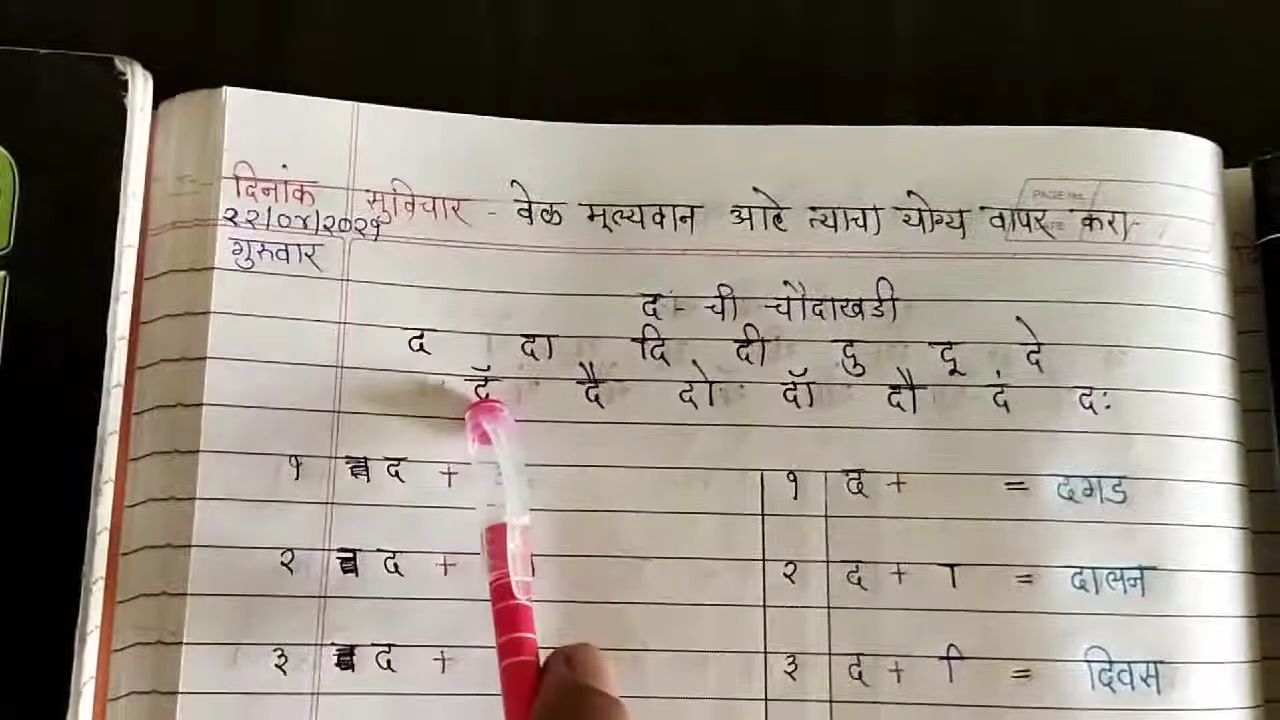 दिनांक सुविचार - वेळ मूल्यवान आहे त्याचा योग्य वापर करा
२२/०४/२०२१
गुरुवार
द - ची चौदाखडी
द दा दि दी दु दू दे
दॅ दै दो दॉ दौ दं दः
१ द +
२ द +
३ द +
१ द + = दगड
२ द + ा = दालन
३ द + ि = दिवस